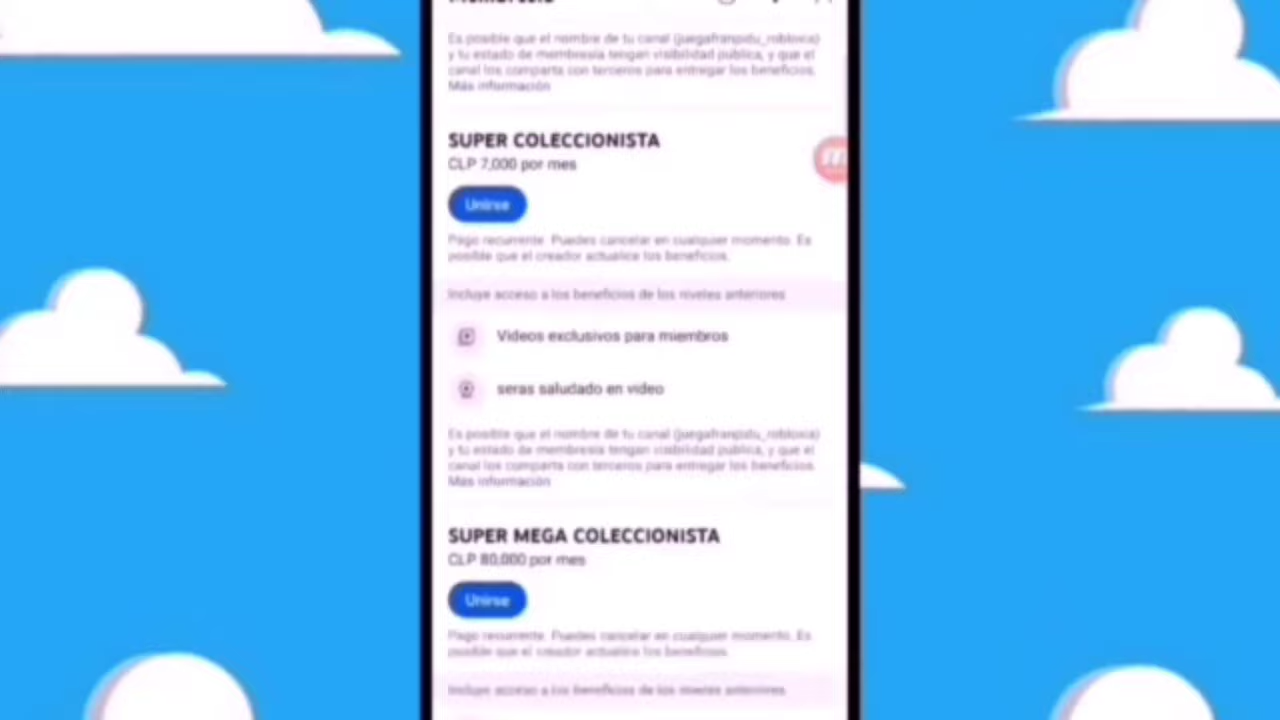 Es posible que el nombre de tu canal
y tu estado de membresía tengan visibilidad pública, y que el
canal los comparta con terceros para entregar los beneficios.
Más información
SUPER COLECCIONISTA
CLP 7,000 por mes
Unirse
Pago recurrente. Puedes cancelar en cualquier momento. Es
posible que el creador actualice los beneficios.
Incluye acceso a los beneficios de los niveles anteriores
Videos exclusivos para miembros
seras saludado en video
Es posible que el nombre de tu canal
y tu estado de membresía tengan visibilidad pública, y que el
canal los comparta con terceros para entregar los beneficios.
Más información
SUPER MEGA COLECCIONISTA
CLP 80,000 por mes
Unirse
Pago recurrente. Puedes cancelar en cualquier momento. Es
posible que el creador actualice los beneficios.
Incluye acceso a los beneficios de los niveles anteriores